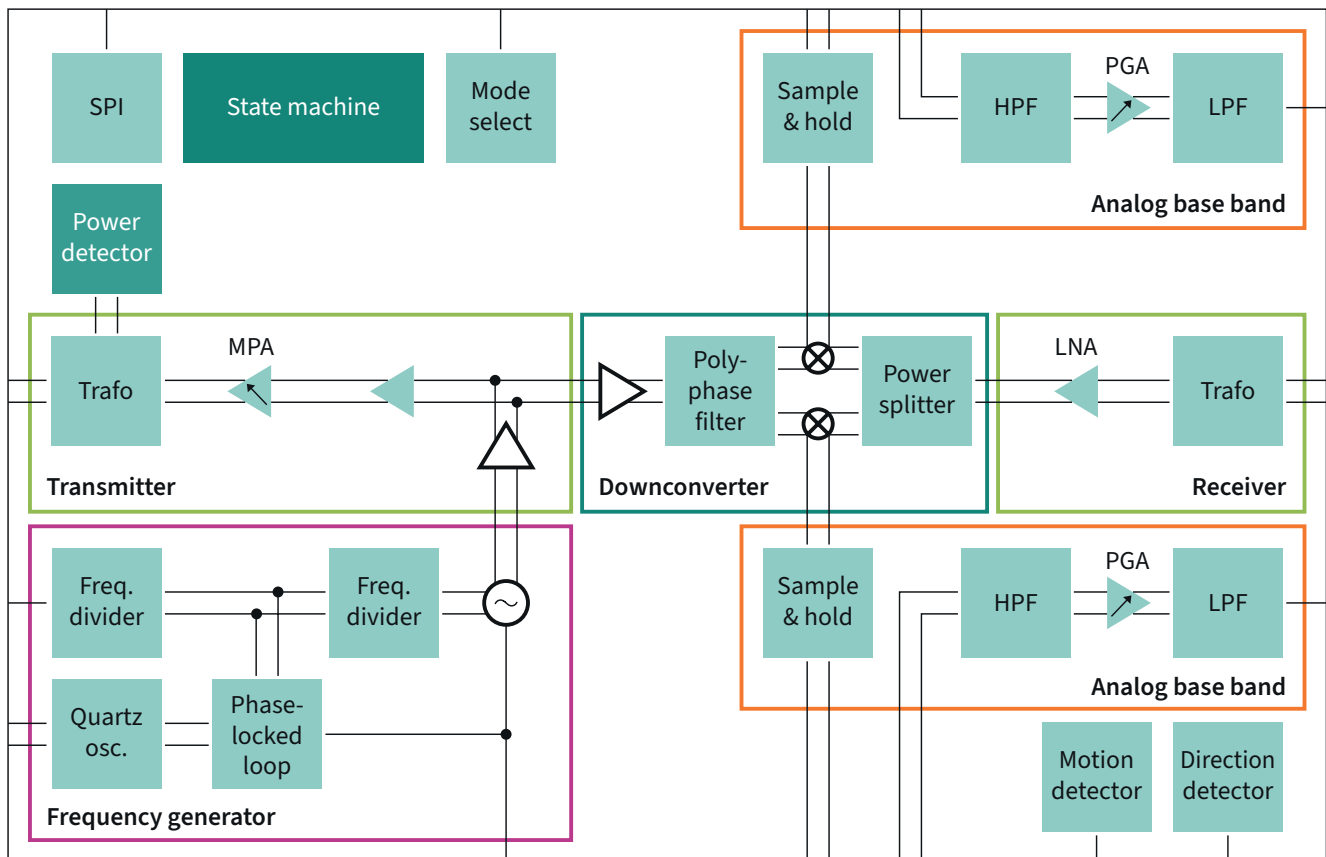 SPI
State machine
Mode
select
Sample
& hold
HPF
PGA
LPF
Analog base band
Power
detector
Trafo
MPA
Transmitter
Poly-
phase
filter
Power
splitter
Downconverter
LNA
Trafo
Receiver
Freq.
divider
Freq.
divider
Quartz
osc.
Phase-
locked
loop
Frequency generator
Sample
& hold
HPF
PGA
LPF
Analog base band
Motion
detector
Direction
detector